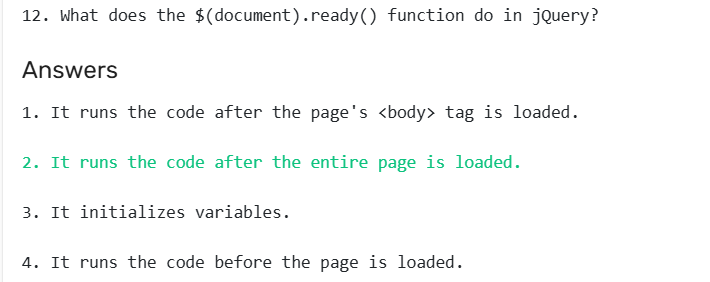 12. What does the $(document).ready() function do in jQuery?
Answers
1. It runs the code after the page's <body> tag is loaded.
2. It runs the code after the entire page is loaded.
3. It initializes variables.
4. It runs the code before the page is loaded.